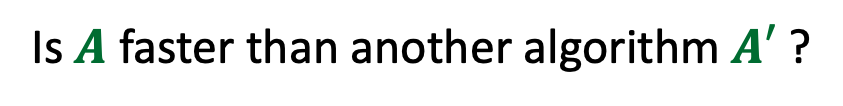 Is A faster than another algorithm A′ ?